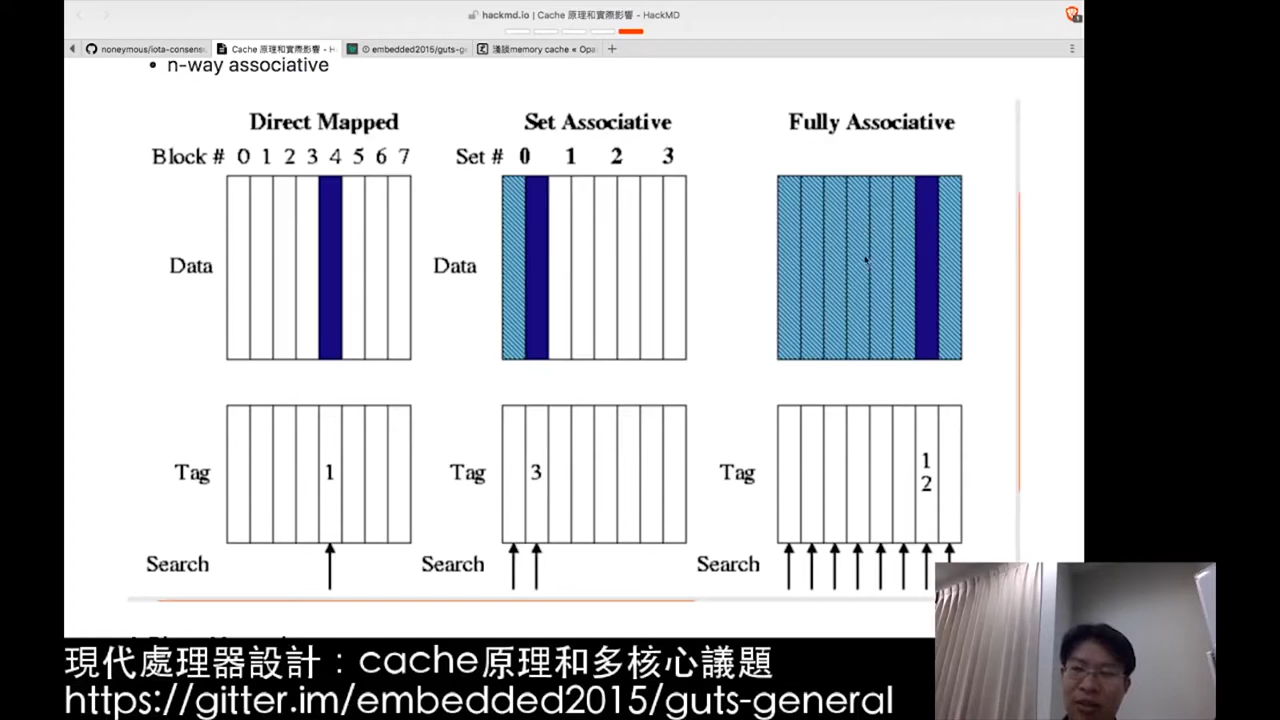 hackmd.io | Cache 原理和實際影響 - HackMD
noneymous/iota-consensu
Cache 原理和實際影響 - H
embedded2015/guts-g
淺談memory cache « Opa
n-way associative
Direct Mapped
Set Associative
Fully Associative
Block # 0 1 2 3 4 5 6 7
Set # 0 1 2 3
Data
Data
Tag 1
Tag 3
Tag 1 2
Search
Search
Search
現代處理器設計：cache原理和多核心議題
https://gitter.im/embedded2015/guts-general